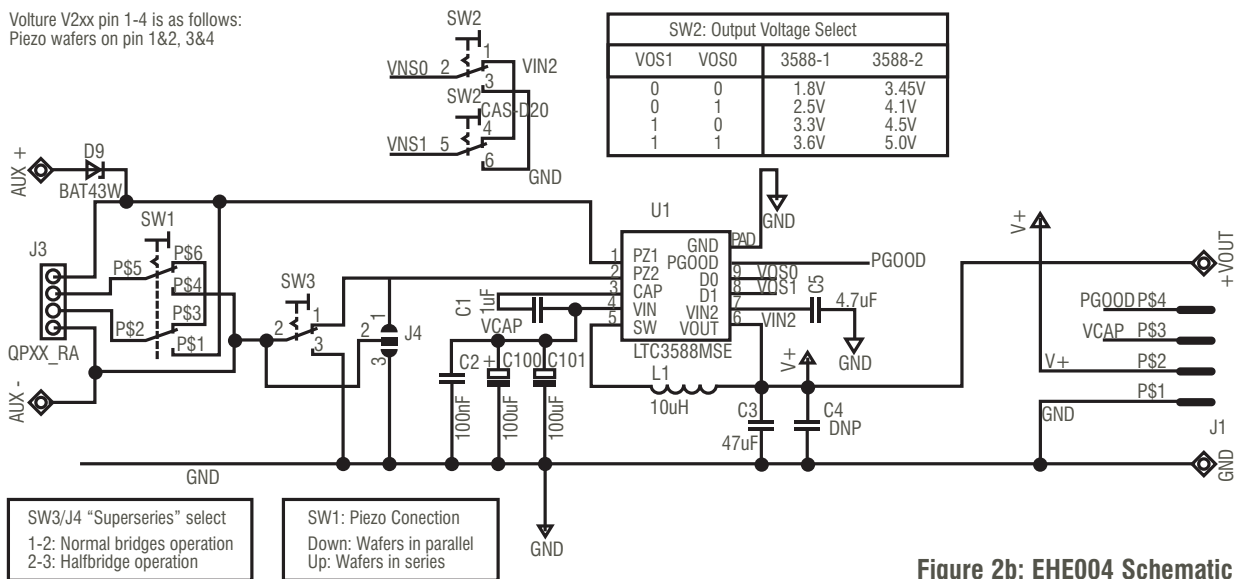 Volture V2xx pin 1-4 is as follows:
Piezo wafers on pin 1&2, 3&4
SW2
1
VNS0 2
VIN2
3
SW2
CAS-D20
4
VNS1 5
6
GND
SW2: Output Voltage Select
VOS1 VOS0 3588-1 3588-2
0 0 1.8V 3.45V
0 1 2.5V 4.1V
1 0 3.3V 4.5V
1 1 3.6V 5.0V
AUX +
D9
BAT43W
J3
QPXX_RA
AUX -
SW1
P$6
P$5
P$4
P$3
P$2
P$1
SW3
1
2
3
1
2
J4
3
C1
1uF
VCAP
C2
100nF
+
C100
100uF
C101
100uF
U1
1 PZ1
2 PZ2
3 CAP
4 VIN
5 SW
GND PAD
PGOOD
D0 9 VOS0
D1 8 VOS1
VIN2 7
VOUT 6
VIN2
LTC3588MSE
GND
PGOOD
C5
4.7uF
GND
L1
10uH
V+
C3
47uF
C4
DNP
V+
+VOUT
PGOOD P$4
VCAP P$3
V+ P$2
P$1
GND
J1
GND
GND
GND
SW3/J4 “Superseries” select
1-2: Normal bridges operation
2-3: Halfbridge operation
SW1: Piezo Conection
Down: Wafers in parallel
Up: Wafers in series
Figure 2b: EHE004 Schematic